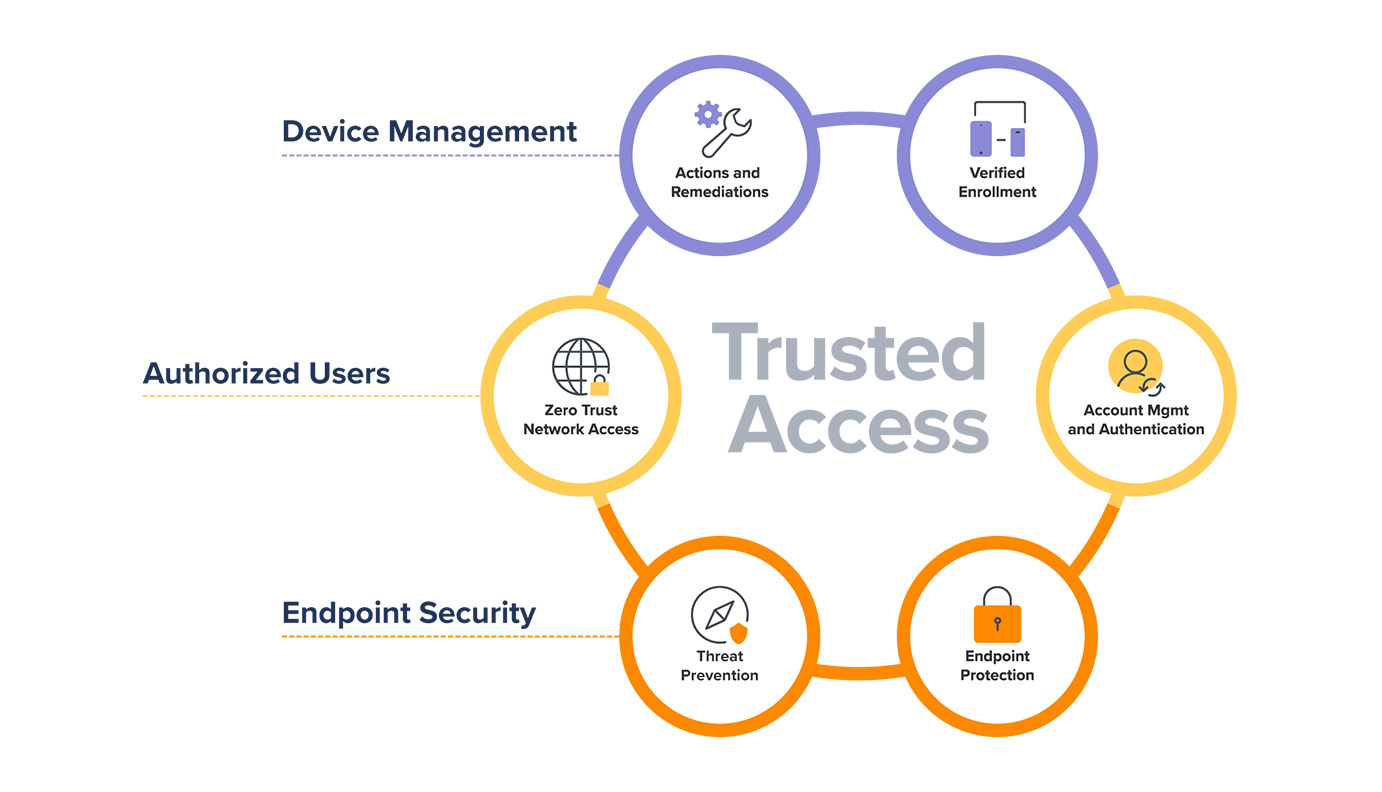 Device Management
Actions and
Remediations
Verified
Enrollment
Authorized Users
Zero Trust
Network Access
Trusted
Access
Account Mgmt
and Authentication
Endpoint Security
Threat
Prevention
Endpoint
Protection